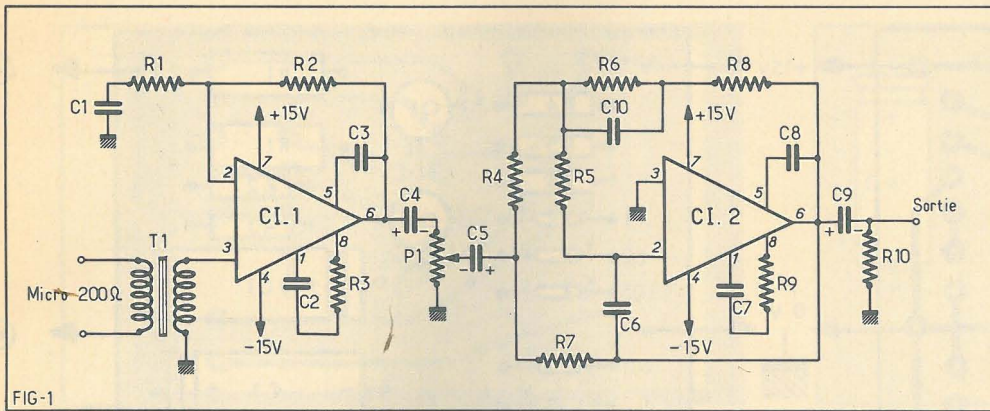 R1
R2
C1
+15V
C3
2
7
5
CI.1
6
C4
+
-
3
8
P1
C5
-
+
T1
4
1
C2
R3
Micro 200Ω
-15V
R6
R8
C10
+15V
C8
R4
R5
7
3
5
C9
CI.2
6
+
-
Sortie
2
8
R10
4
1
C6
C7
R9
R7
-15V
FIG-1